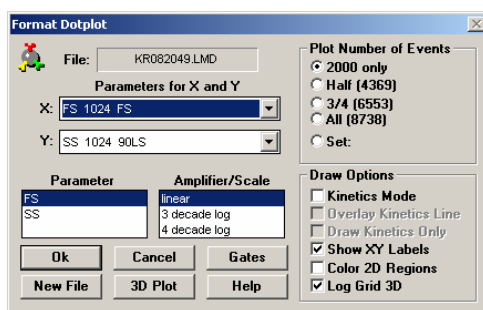 Format Dotplot
File: KR082049.LMD
Parameters for X and Y
X: FS 1024 FS
Y: SS 1024 90LS
Parameter
FS
SS
Amplifier/Scale
linear
3 decade log
4 decade log
Ok Cancel Gates
New File 3D Plot Help
Plot Number of Events
2000 only
Half (4369)
3/4 (6553)
All (8738)
Set:
Draw Options
Kinetics Mode
Overlay Kinetics Line
Draw Kinetics Only
Show XY Labels
Color 2D Regions
Log Grid 3D